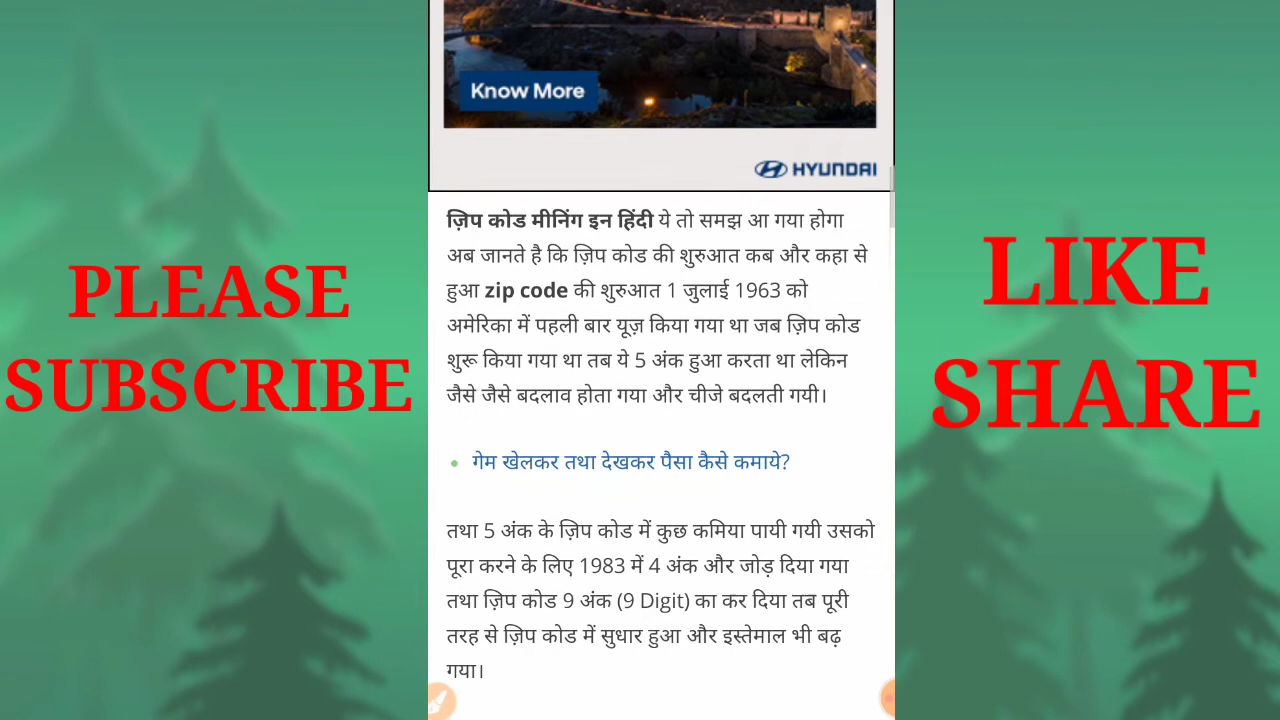 PLEASE
SUBSCRIBE
Know More
HYUNDAI
ज़िप कोड मीनिंग इन हिंदी ये तो समझ आ गया होगा
अब जानते है कि ज़िप कोड की शुरुआत कब और कहा से
हुआ zip code की शुरुआत 1 जुलाई 1963 को
अमेरिका में पहली बार यूज़ किया गया था जब ज़िप कोड
शुरू किया गया था तब ये 5 अंक हुआ करता था लेकिन
जैसे जैसे बदलाव होता गया और चीजे बदलती गयी।
गेम खेलकर तथा देखकर पैसा कैसे कमाये?
तथा 5 अंक के ज़िप कोड में कुछ कमिया पायी गयी उसको
पूरा करने के लिए 1983 में 4 अंक और जोड़ दिया गया
तथा ज़िप कोड 9 अंक (9 Digit) का कर दिया तब पूरी
तरह से ज़िप कोड में सुधार हुआ और इस्तेमाल भी बढ़
गया।
LIKE
SHARE